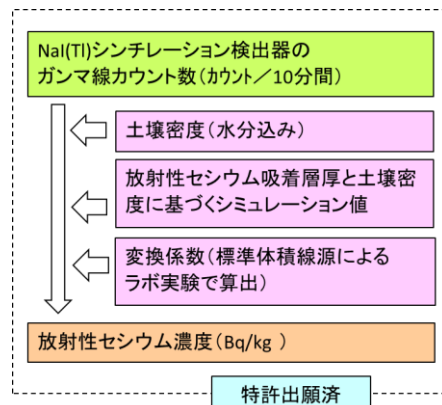 NaI(Tl)シンチレーション検出器の
ガンマ線カウント数(カウント/10分間)
土壌密度(水分込み)
放射性セシウム吸着層厚と土壌密
度に基づくシミュレーション値
変換係数(標準体積線源による
ラボ実験で算出)
放射性セシウム濃度(Bq/kg )
特許出願済